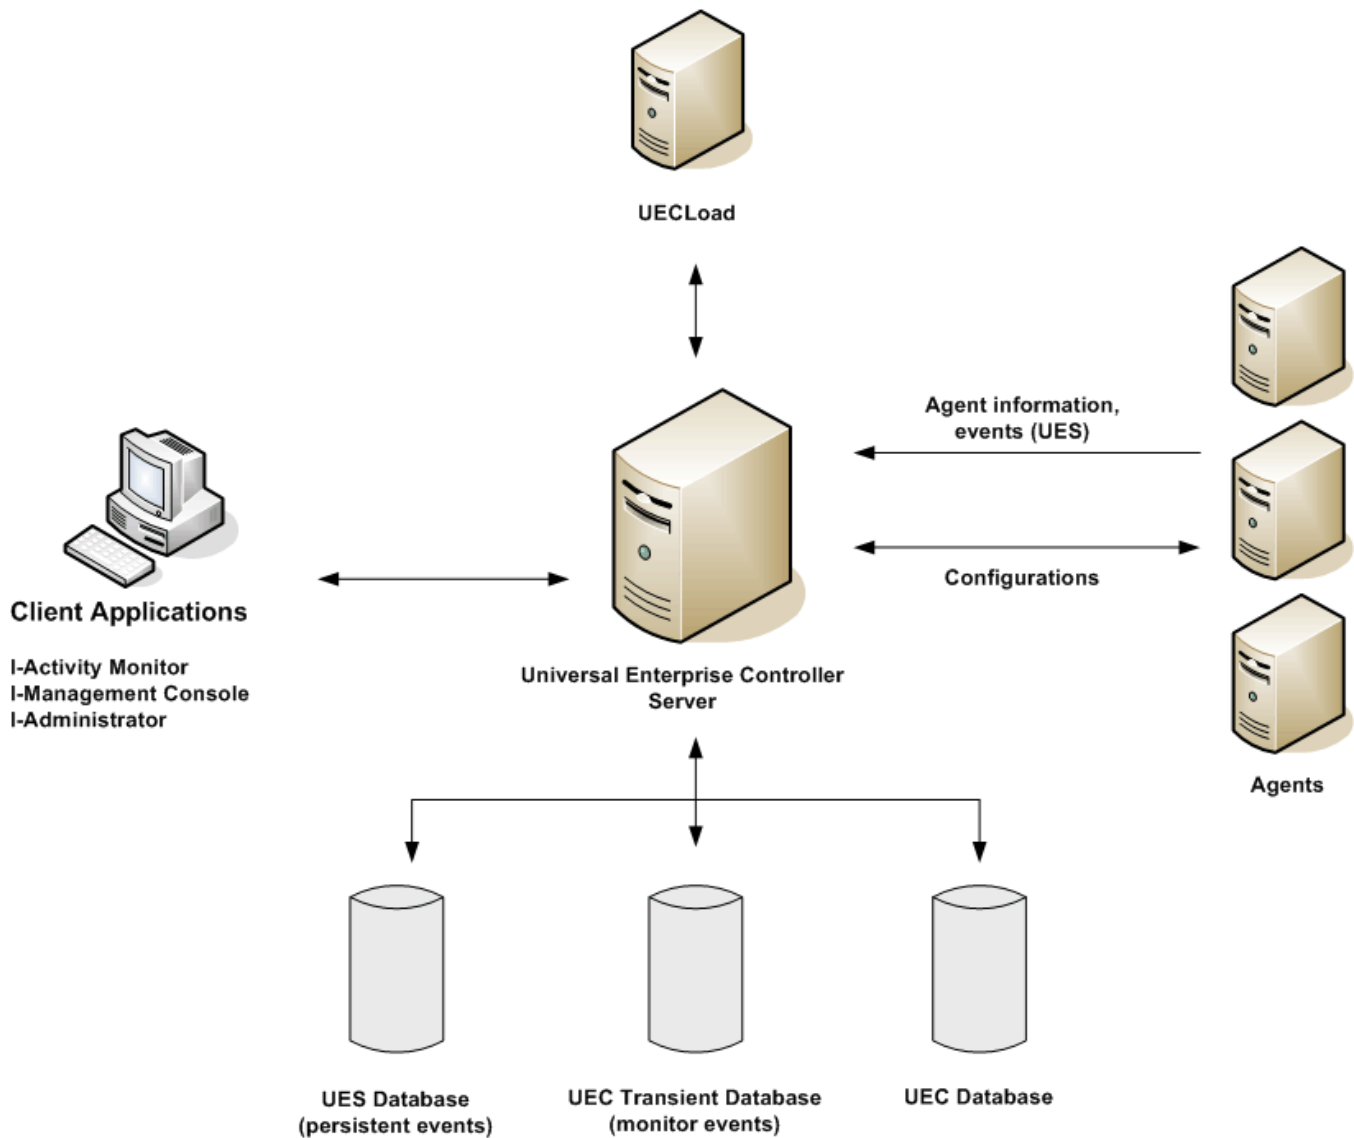 UECLoad
Agent information,
events (UES)
Configurations
Client Applications
I-Activity Monitor
I-Management Console
I-Administrator
Universal Enterprise Controller
Server
Agents
UES Database
(persistent events)
UEC Transient Database
(monitor events)
UEC Database